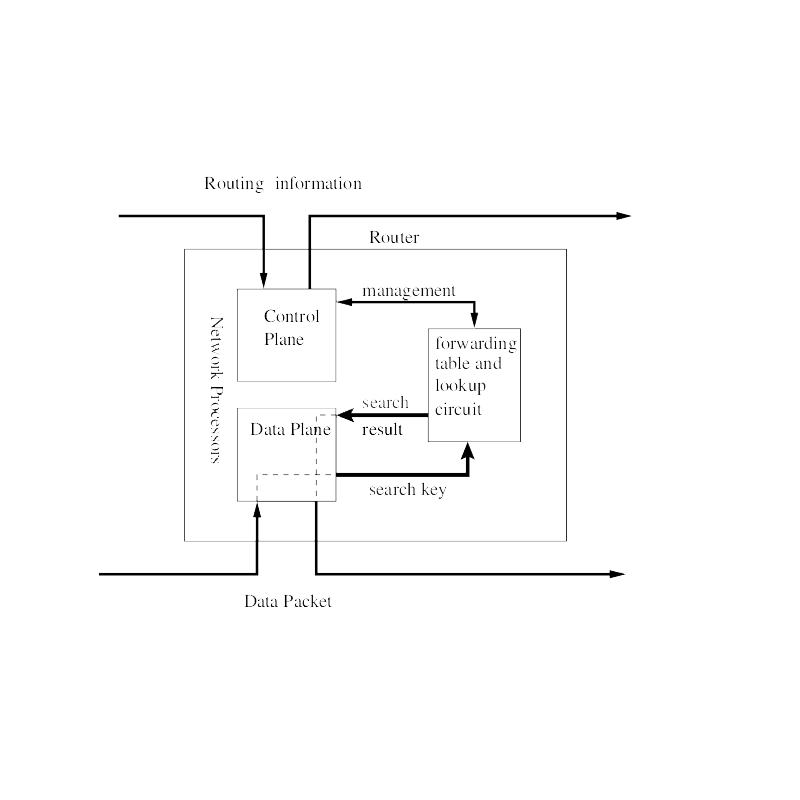 Routing information
Router
management
Control
Plane
forwarding
table and
lookup
circuit
Network Processors
search
result
Data Plane
search key
Data Packet